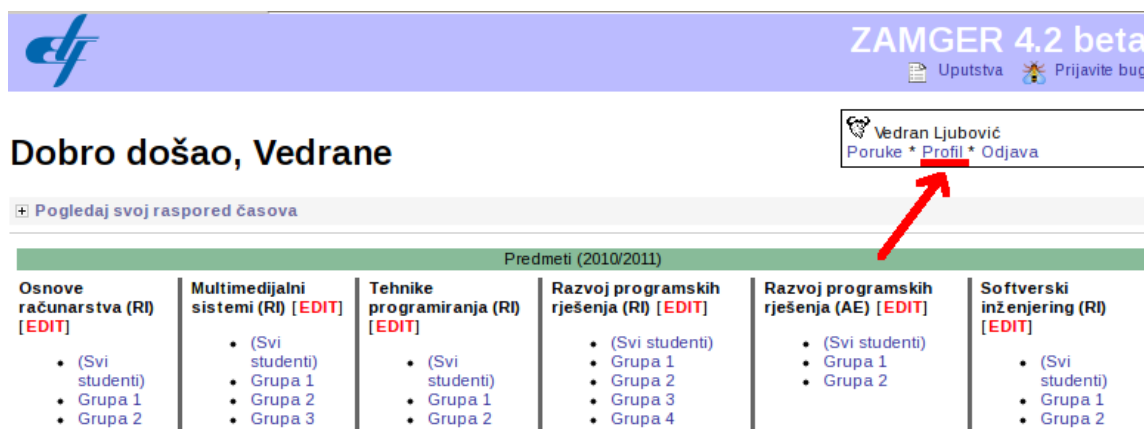 ZAMGER 4.2 beta
Uputstva Prijavite bug
Vedran Ljubović
Poruke * Profil * Odjava
Dobro došao, Vedrane
Pogledaj svoj raspored časova
Predmeti (2010/2011)
Osnove
računarstva (RI)
[EDIT]
(Svi
studenti)
Grupa 1
Grupa 2
Multimedijalni
sistemi (RI) [EDIT]
(Svi
studenti)
Grupa 1
Grupa 2
Grupa 3
Tehnike
programiranja (RI)
[EDIT]
(Svi
studenti)
Grupa 1
Grupa 2
Razvoj programskih
rješenja (RI) [EDIT]
(Svi studenti)
Grupa 1
Grupa 2
Grupa 3
Grupa 4
Razvoj programskih
rješenja (AE) [EDIT]
(Svi studenti)
Grupa 1
Grupa 2
Softverski
inženjering (RI)
[EDIT]
(Svi
studenti)
Grupa 1
Grupa 2